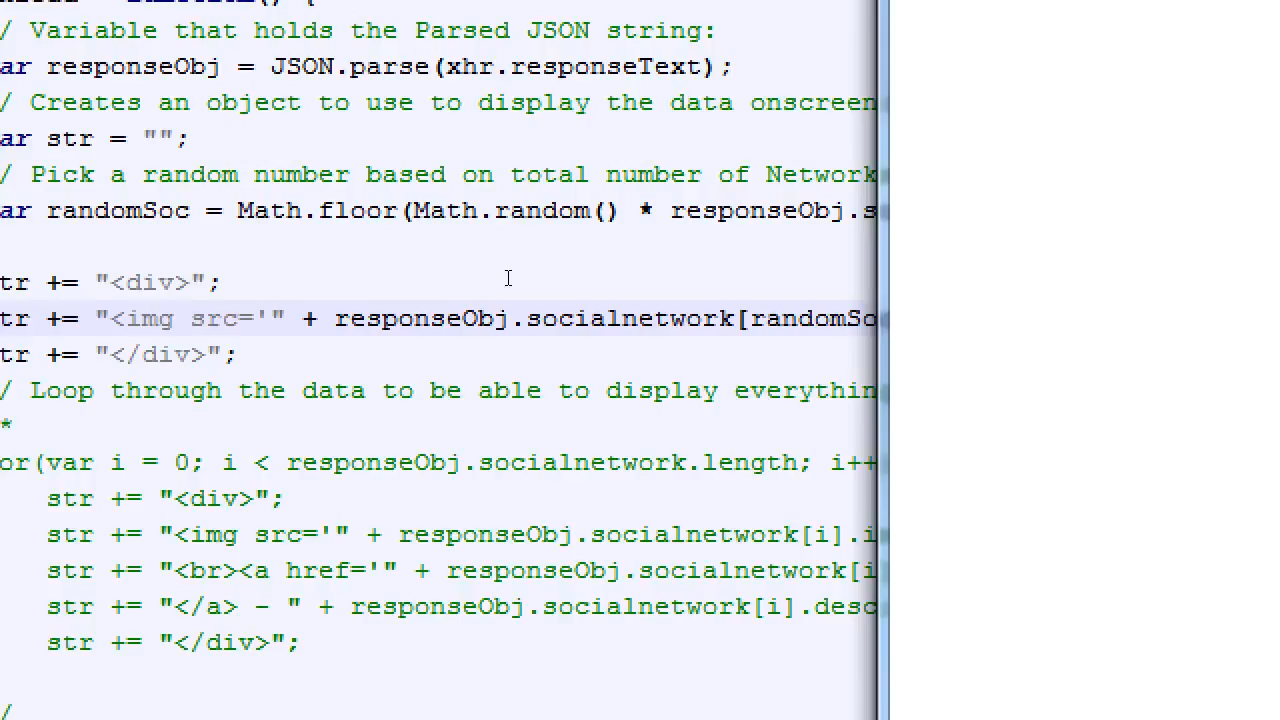 / Variable that holds the Parsed JSON string:
ar responseObj = JSON.parse(xhr.responseText);
/ Creates an object to use to display the data onscreen
ar str = "";
/ Pick a random number based on total number of Network
ar randomSoc = Math.floor(Math.random() * responseObj.s
tr += "<div>";
tr += "<img src='" + responseObj.socialnetwork[randomSo
tr += "</div>";
/ Loop through the data to be able to display everythin
*
or(var i = 0; i < responseObj.socialnetwork.length; i++
str += "<div>";
str += "<img src='" + responseObj.socialnetwork[i].i
str += "<br><a href='" + responseObj.socialnetwork[i
str += "</a> - " + responseObj.socialnetwork[i].desc
str += "</div>";
/